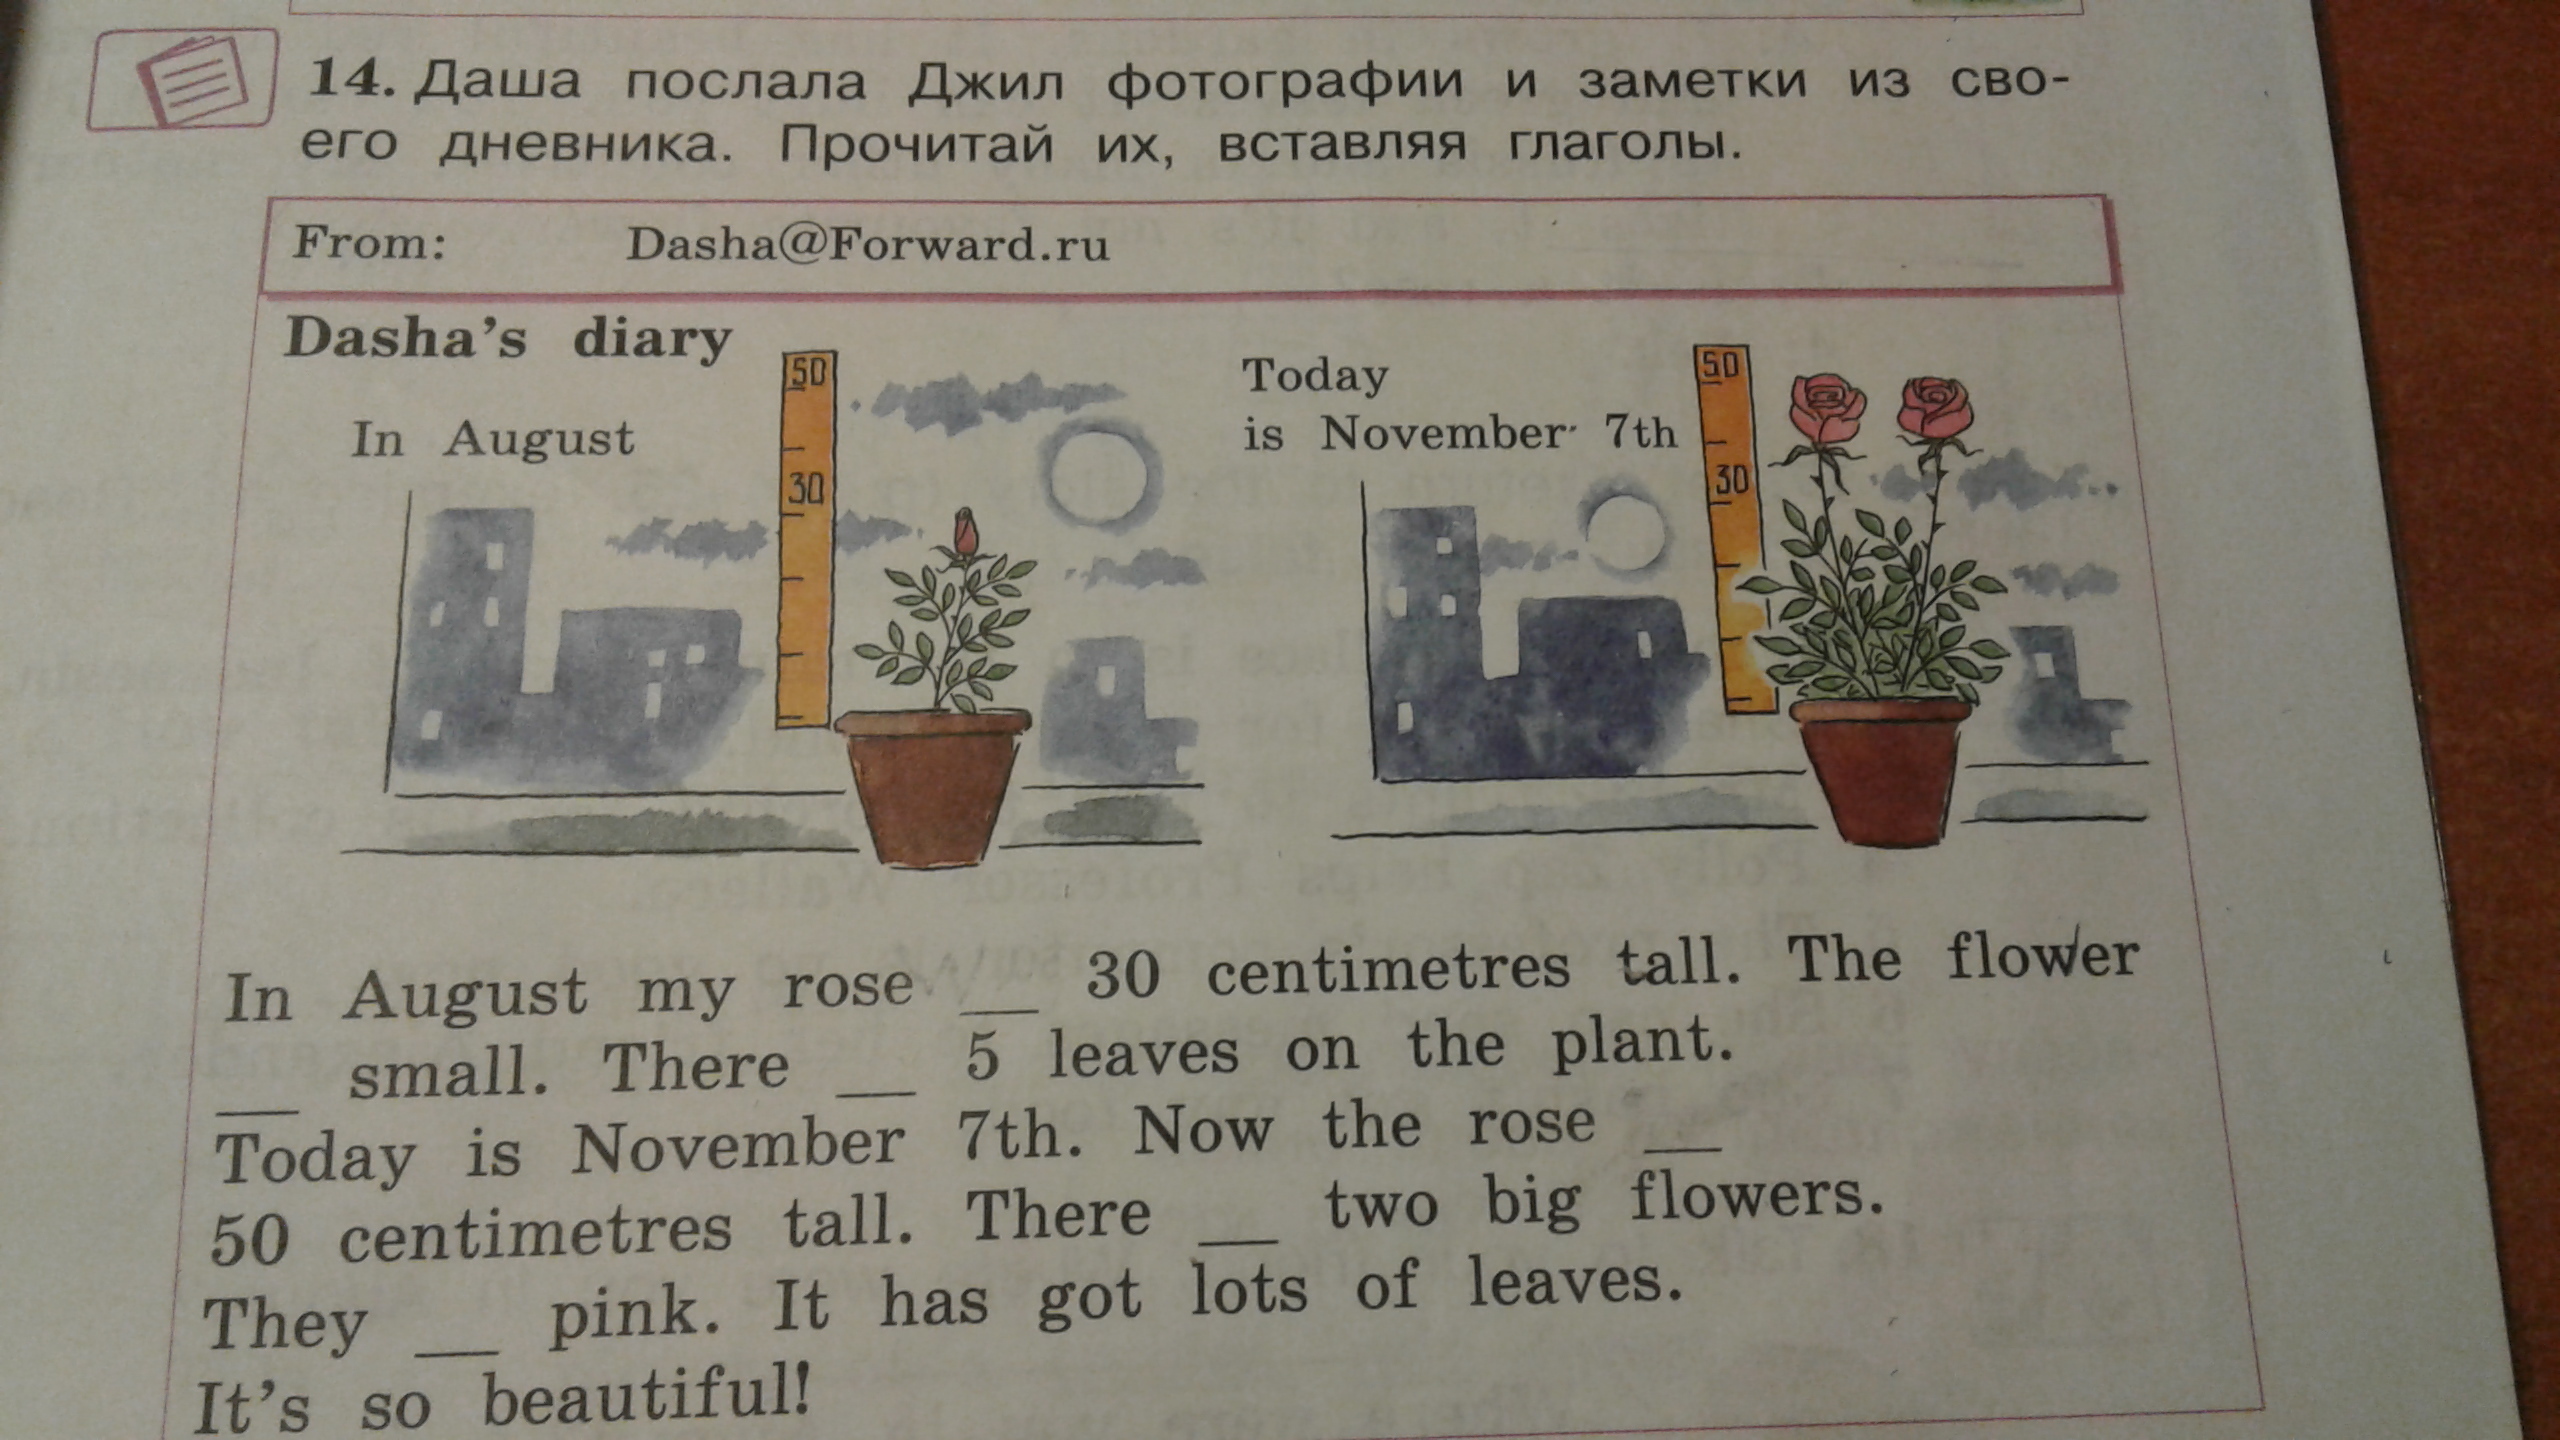 14. Даша послала Джил фотографии и заметки из сво-
его дневника. Прочитай их, вставляя глаголы.
From: Dasha@Forward.ru
Dasha's diary
In August
50
30
Today
is November 7th
50
30
In August my rose __ 30 centimetres tall. The flower
__ small. There __ 5 leaves on the plant.
Today is November 7th. Now the rose __
50 centimetres tall. There __ two big flowers.
They __ pink. It has got lots of leaves.
It's so beautiful!